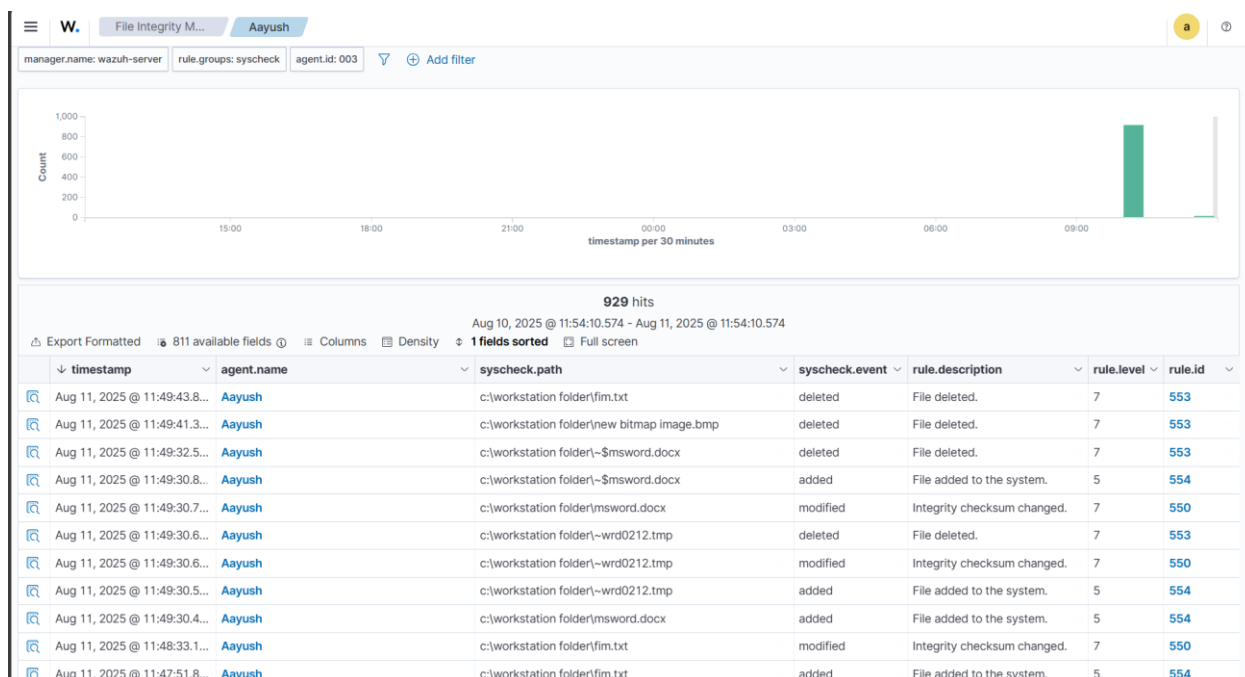 W. File Integrity M... Aayush a
manager.name: wazuh-server rule.groups: syscheck agent.id: 003 Add filter
1,000
800
600
400
200
0
Count
15:00 18:00 21:00 00:00 03:00 06:00 09:00
timestamp per 30 minutes
929 hits
Aug 10, 2025 @ 11:54:10.574 - Aug 11, 2025 @ 11:54:10.574
Export Formatted 811 available fields Columns Density 1 fields sorted Full screen
timestamp agent.name syscheck.path syscheck.event rule.description rule.level rule.id
Aug 11, 2025 @ 11:49:43.8... Aayush c:\workstation folder\fim.txt deleted File deleted. 7 553
Aug 11, 2025 @ 11:49:41.3... Aayush c:\workstation folder\new bitmap image.bmp deleted File deleted. 7 553
Aug 11, 2025 @ 11:49:32.5... Aayush c:\workstation folder\~$msword.docx deleted File deleted. 7 553
Aug 11, 2025 @ 11:49:30.8... Aayush c:\workstation folder\~$msword.docx added File added to the system. 5 554
Aug 11, 2025 @ 11:49:30.7... Aayush c:\workstation folder\msword.docx modified Integrity checksum changed. 7 550
Aug 11, 2025 @ 11:49:30.6... Aayush c:\workstation folder\~wrd0212.tmp deleted File deleted. 7 553
Aug 11, 2025 @ 11:49:30.6... Aayush c:\workstation folder\~wrd0212.tmp modified Integrity checksum changed. 7 550
Aug 11, 2025 @ 11:49:30.5... Aayush c:\workstation folder\~wrd0212.tmp added File added to the system. 5 554
Aug 11, 2025 @ 11:49:30.4... Aayush c:\workstation folder\msword.docx added File added to the system. 5 554
Aug 11, 2025 @ 11:48:33.1... Aayush c:\workstation folder\fim.txt modified Integrity checksum changed. 7 550
Aug 11, 2025 @ 11:47:51.8... Aayush c:\workstation folder\fim.txt added File added to the system. 5 554